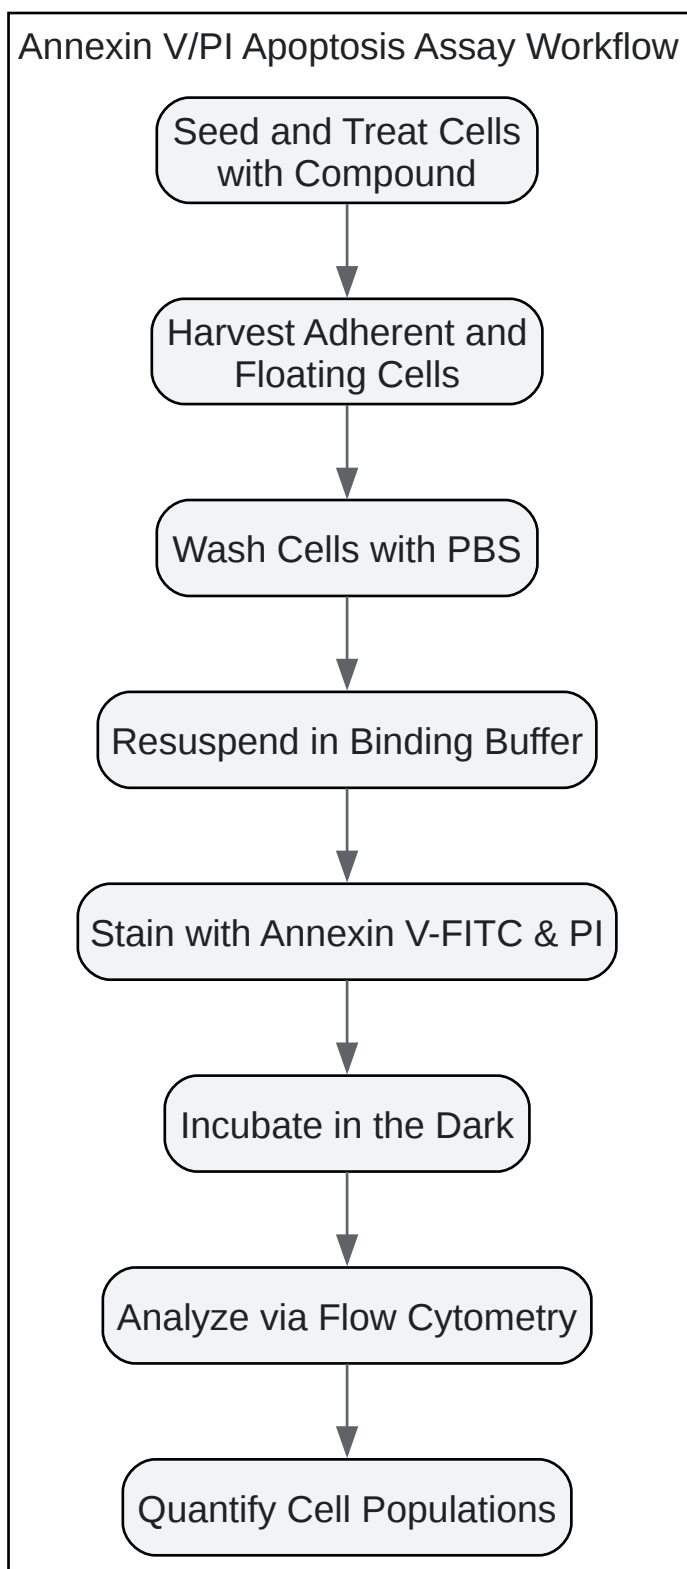 Annexin V/PI Apoptosis Assay Workflow
Seed and Treat Cells
with Compound
Harvest Adherent and
Floating Cells
Wash Cells with PBS
Resuspend in Binding Buffer
Stain with Annexin V-FITC & PI
Incubate in the Dark
Analyze via Flow Cytometry
Quantify Cell Populations